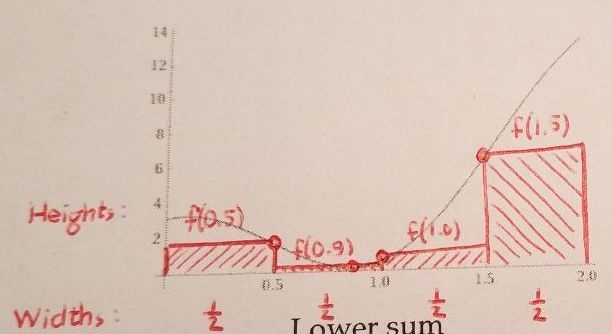 14
12
10
8
6
f(1.5)
Heights:
4
f(0.5)
2
f(0.9)
f(1.0)
0.5
1.0
1.5
2.0
Widths:
1/2
1/2
1/2
1/2
Lower sum